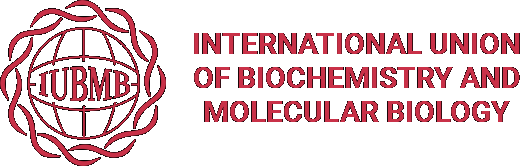 IUBMB
INTERNATIONAL UNION
OF BIOCHEMISTRY AND
MOLECULAR BIOLOGY